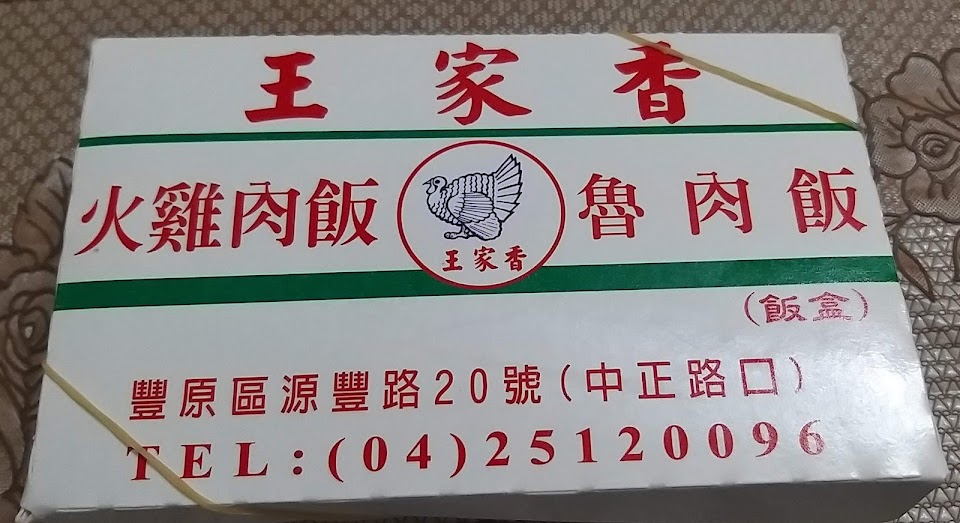 王家香
火雞肉飯
王家香
魯肉飯
(飯盒)
豐原區源豐路20號(中正路口)
TEL:(04)25120096